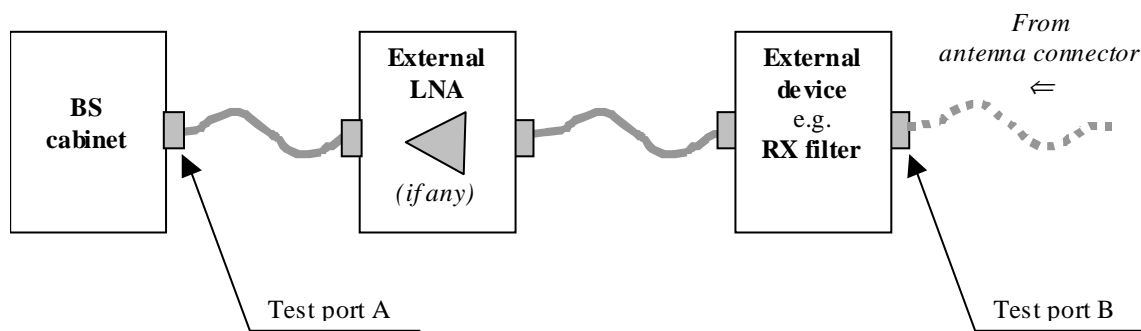 BS
cabinet
External
LNA
(if any)
External
device
e.g.
RX filter
From
antenna connector
⇐
Test port A
Test port B